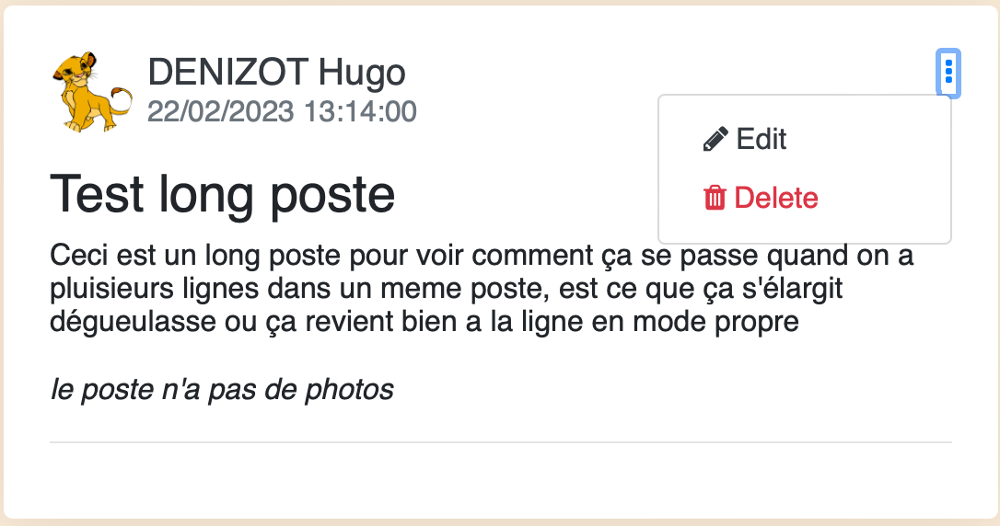 DENIZOT Hugo
22/02/2023 13:14:00
Edit
Delete
Test long poste
Ceci est un long poste pour voir comment ça se passe quand on a
pluisieurs lignes dans un meme poste, est ce que ça s'élargit
dégueulasse ou ça revient bien a la ligne en mode propre
le poste n'a pas de photos